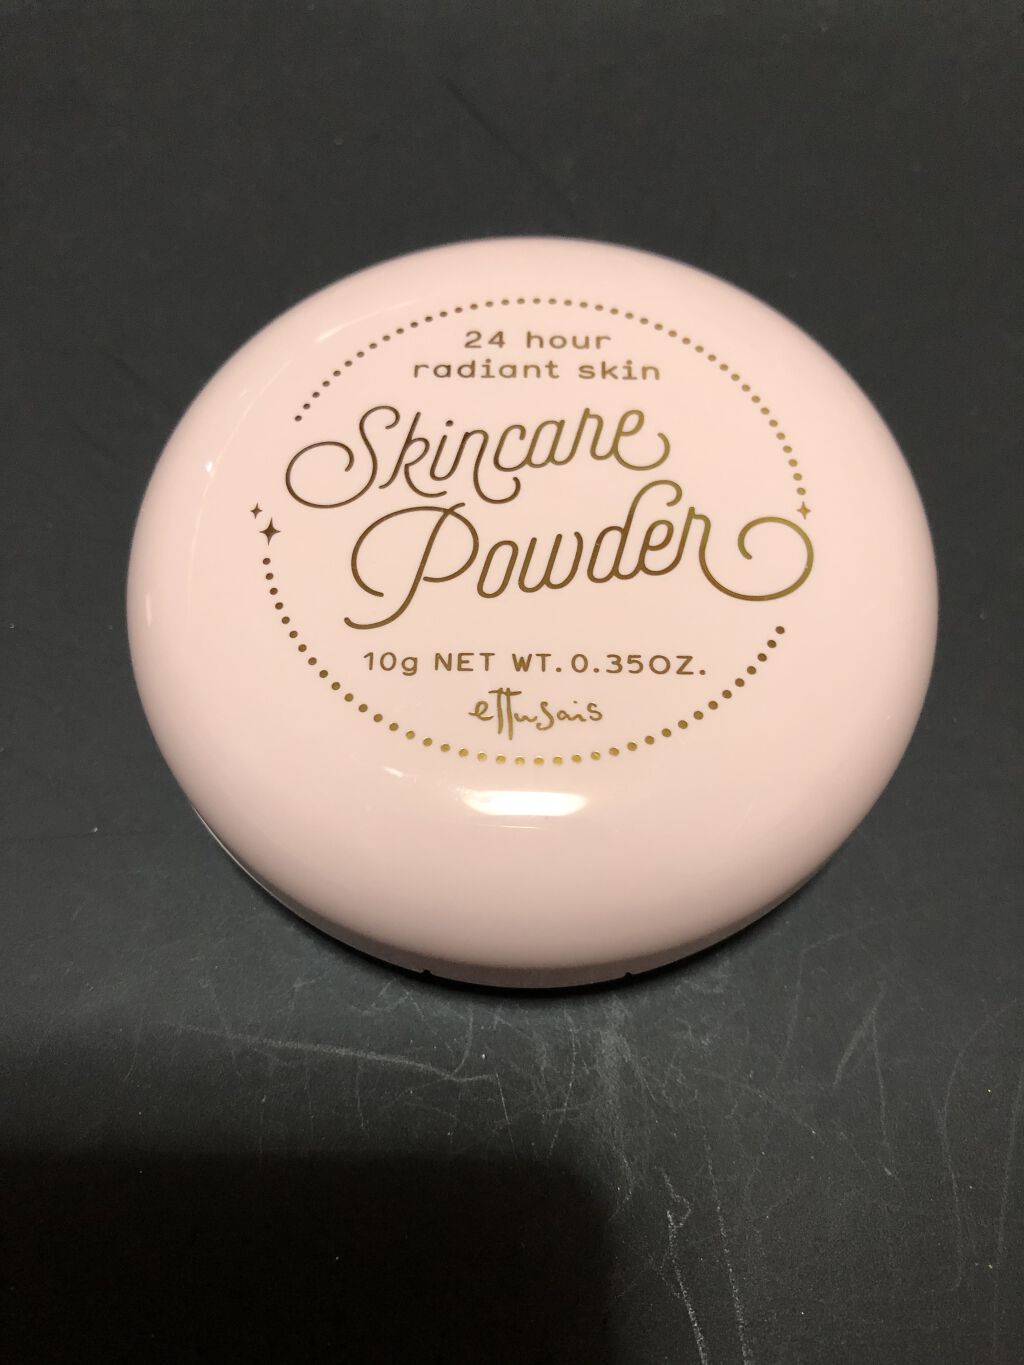 24 hour
radiant skin
Skincare
Powder
10g NET WT. 0.35OZ.
ettusais